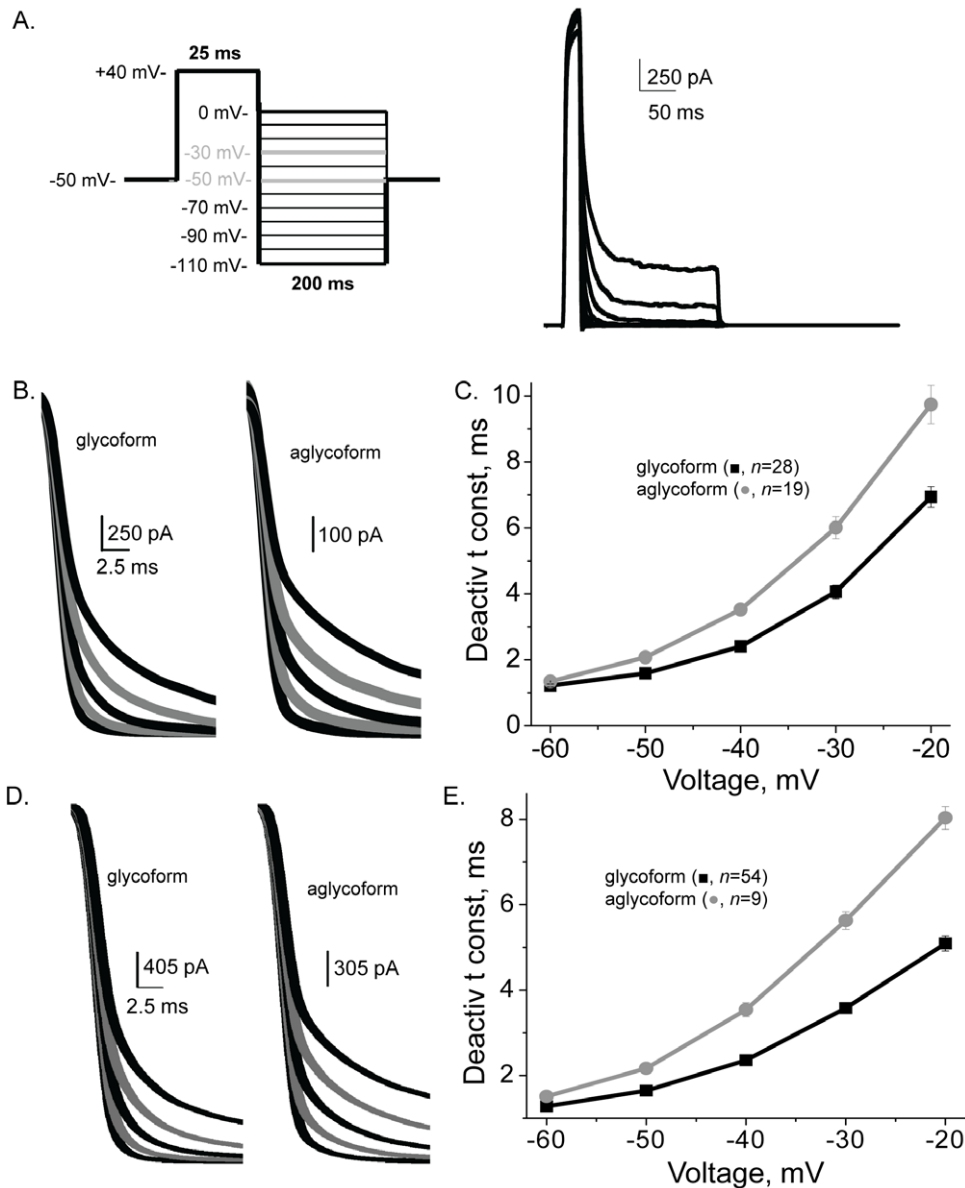 A.
25 ms
+40 mV-
0 mV-
-30 mV-
-50 mV-
-50 mV-
-70 mV-
-90 mV-
-110 mV-
200 ms
250 pA
50 ms
B.
glycoform
250 pA
2.5 ms
aglycoform
100 pA
C.
Deactiv t const, ms
10
8
6
4
2
0
glycoform (■, n=28)
aglycoform (●, n=19)
-60 -50 -40 -30 -20
Voltage, mV
D.
glycoform
405 pA
2.5 ms
aglycoform
305 pA
E.
Deactiv t const, ms
8
6
4
2
glycoform (■, n=54)
aglycoform (●, n=9)
-60 -50 -40 -30 -20
Voltage, mV